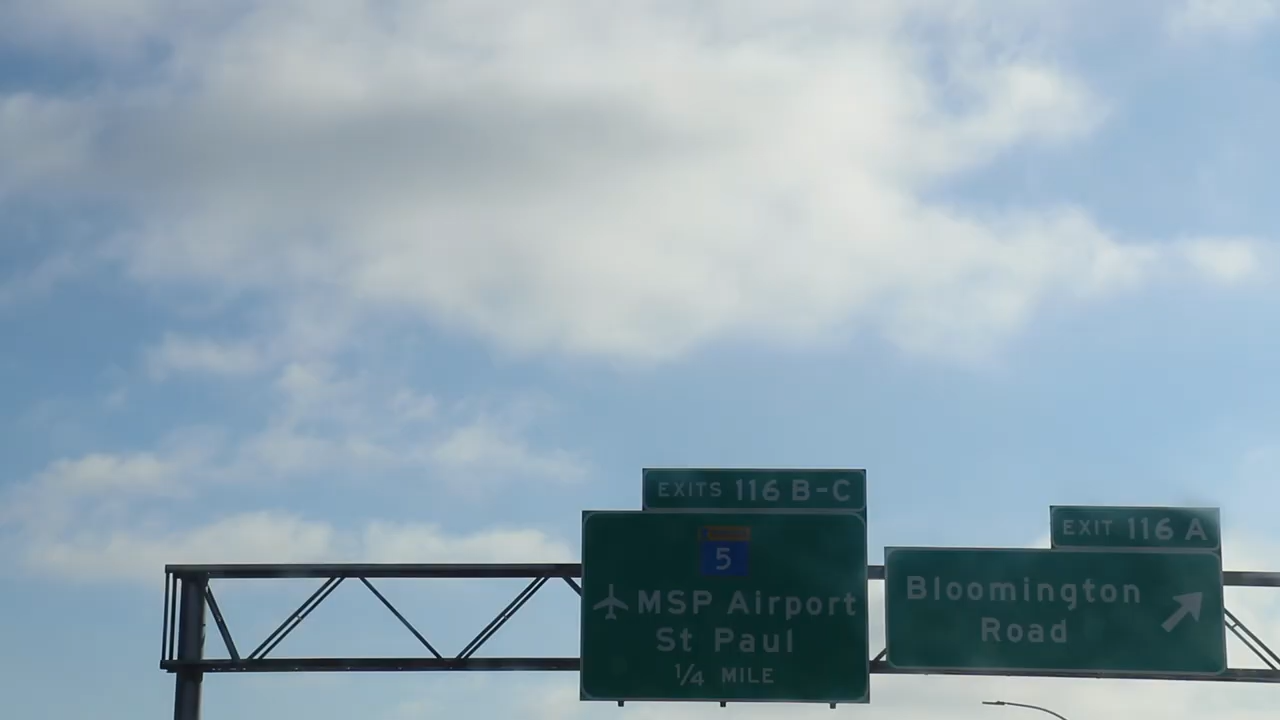 EXITS 116 B-C
5
MSP Airport
St Paul
1/4 MILE
EXIT 116 A
Bloomington
Road